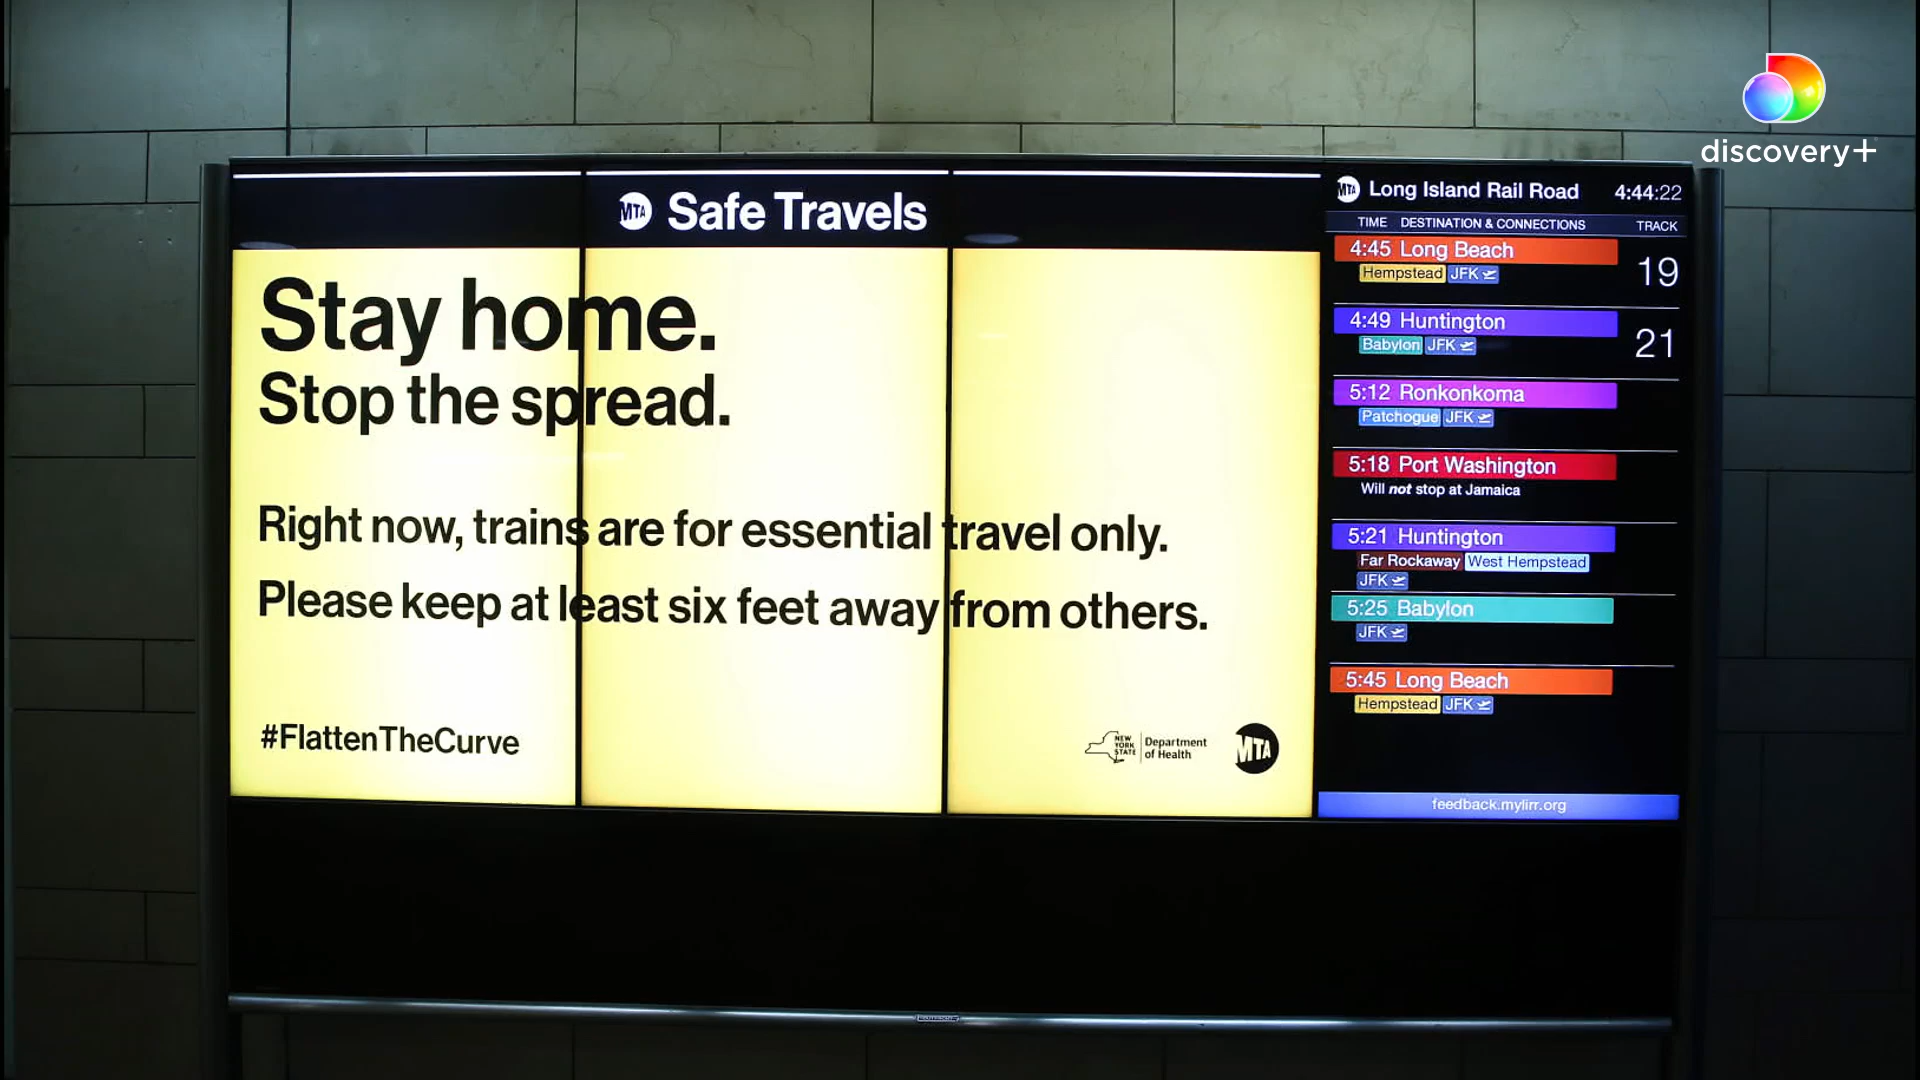 discovery+
MTA Safe Travels
Stay home.
Stop the spread.
Right now, trains are for essential travel only.
Please keep at least six feet away from others.
#FlattenTheCurve
NEW YORK STATE
Department of Health
MTA
MTA Long Island Rail Road 4:44:22
TIME DESTINATION & CONNECTIONS TRACK
4:45 Long Beach 19
Hempstead JFK
4:49 Huntington 21
Babylon JFK
5:12 Ronkonkoma
Patchogue JFK
5:18 Port Washington
Will not stop at Jamaica
5:21 Huntington
Far Rockaway West Hempstead
JFK
5:25 Babylon
JFK
5:45 Long Beach
Hempstead JFK
feedback.mylirr.org